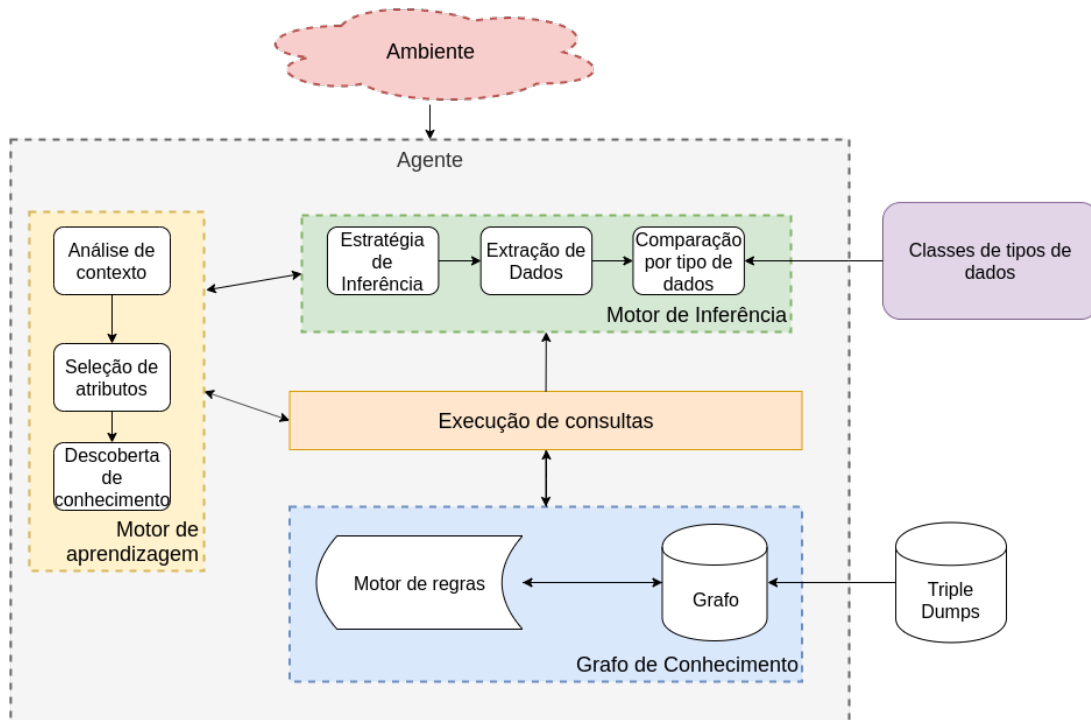 Ambiente
Agente
Análise de
contexto
Seleção de
atributos
Descoberta
de
conhecimento
Motor de
aprendizagem
Estratégia
de
Inferência
Extração de
Dados
Comparação
por tipo de
dados
Motor de Inferência
Classes de tipos de
dados
Execução de consultas
Motor de regras
Grafo
Grafo de Conhecimento
Triple
Dumps